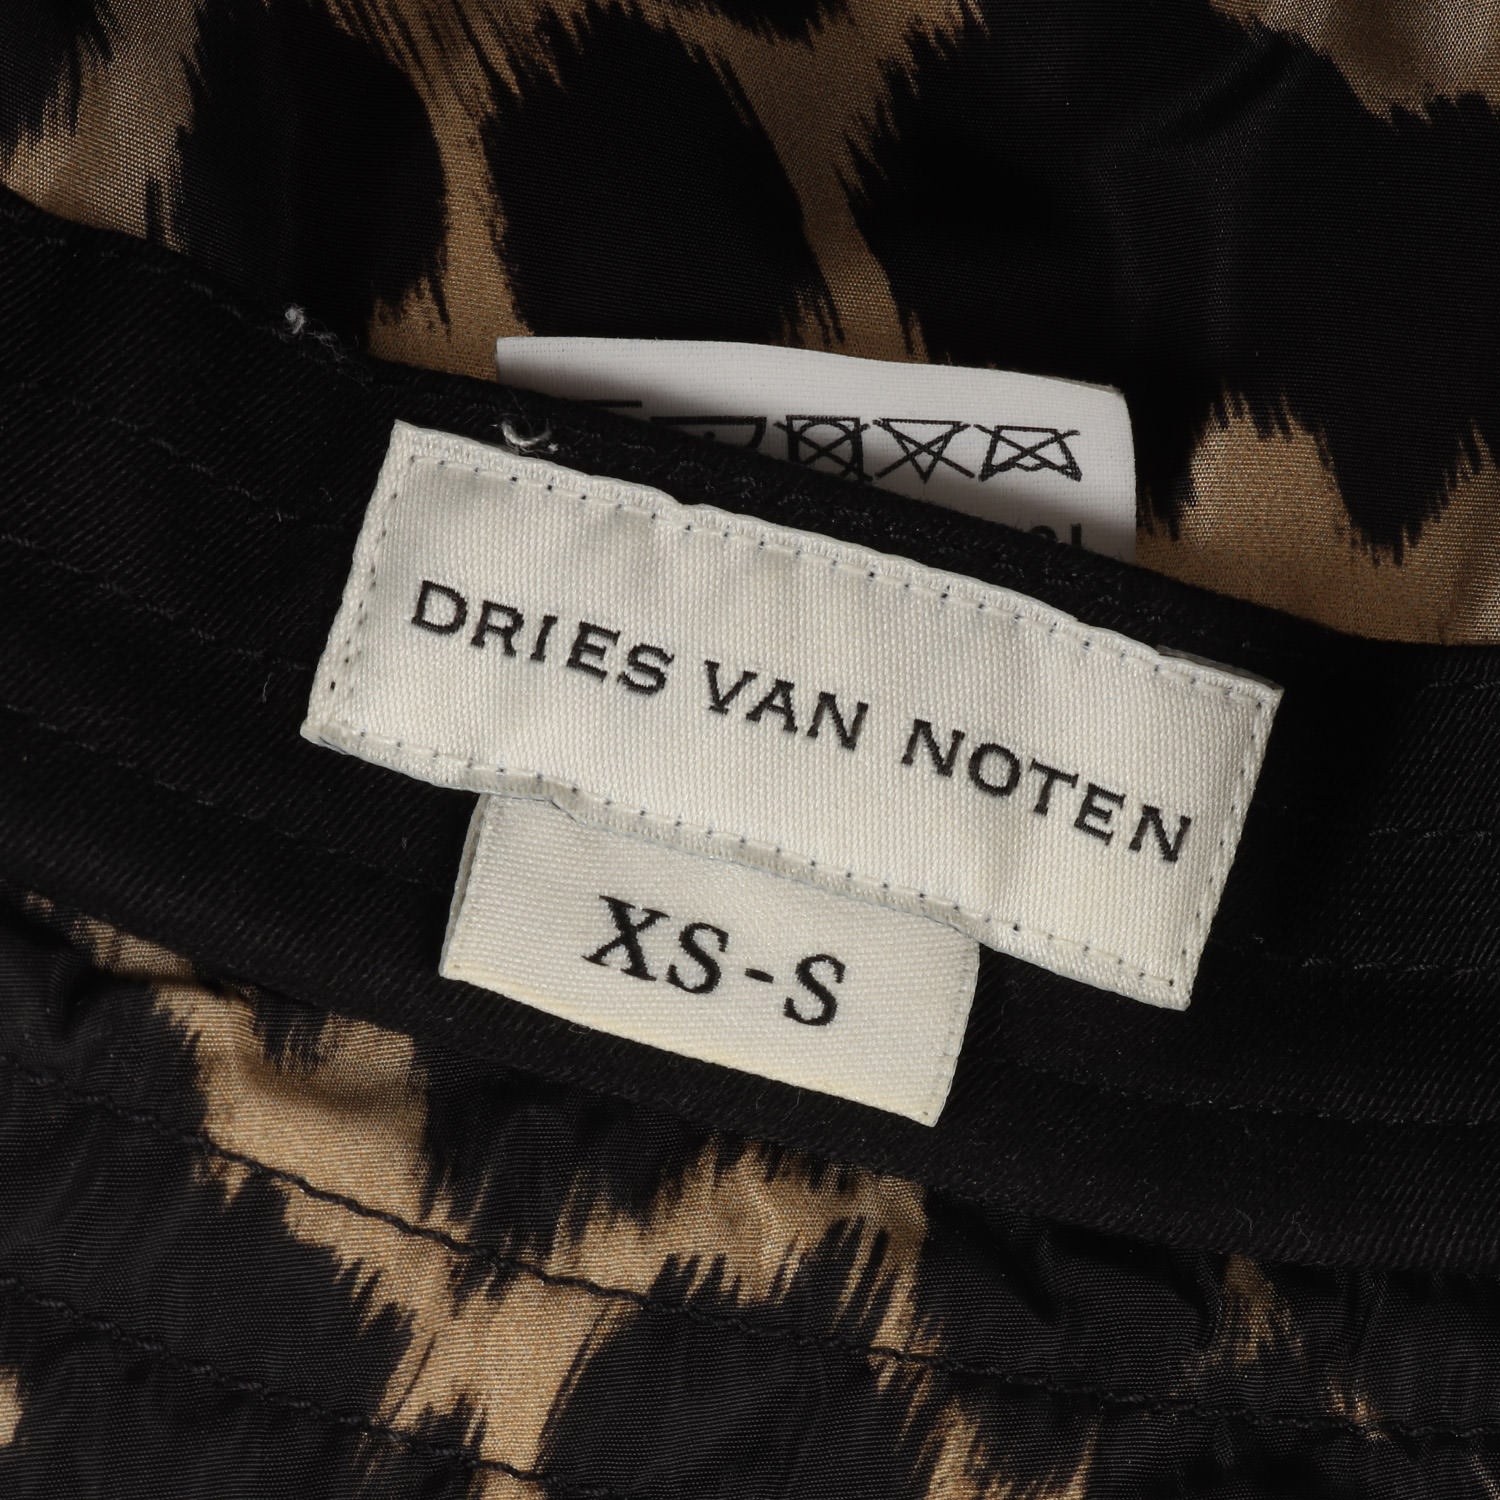 DRIES VAN NOTEN
XS-S